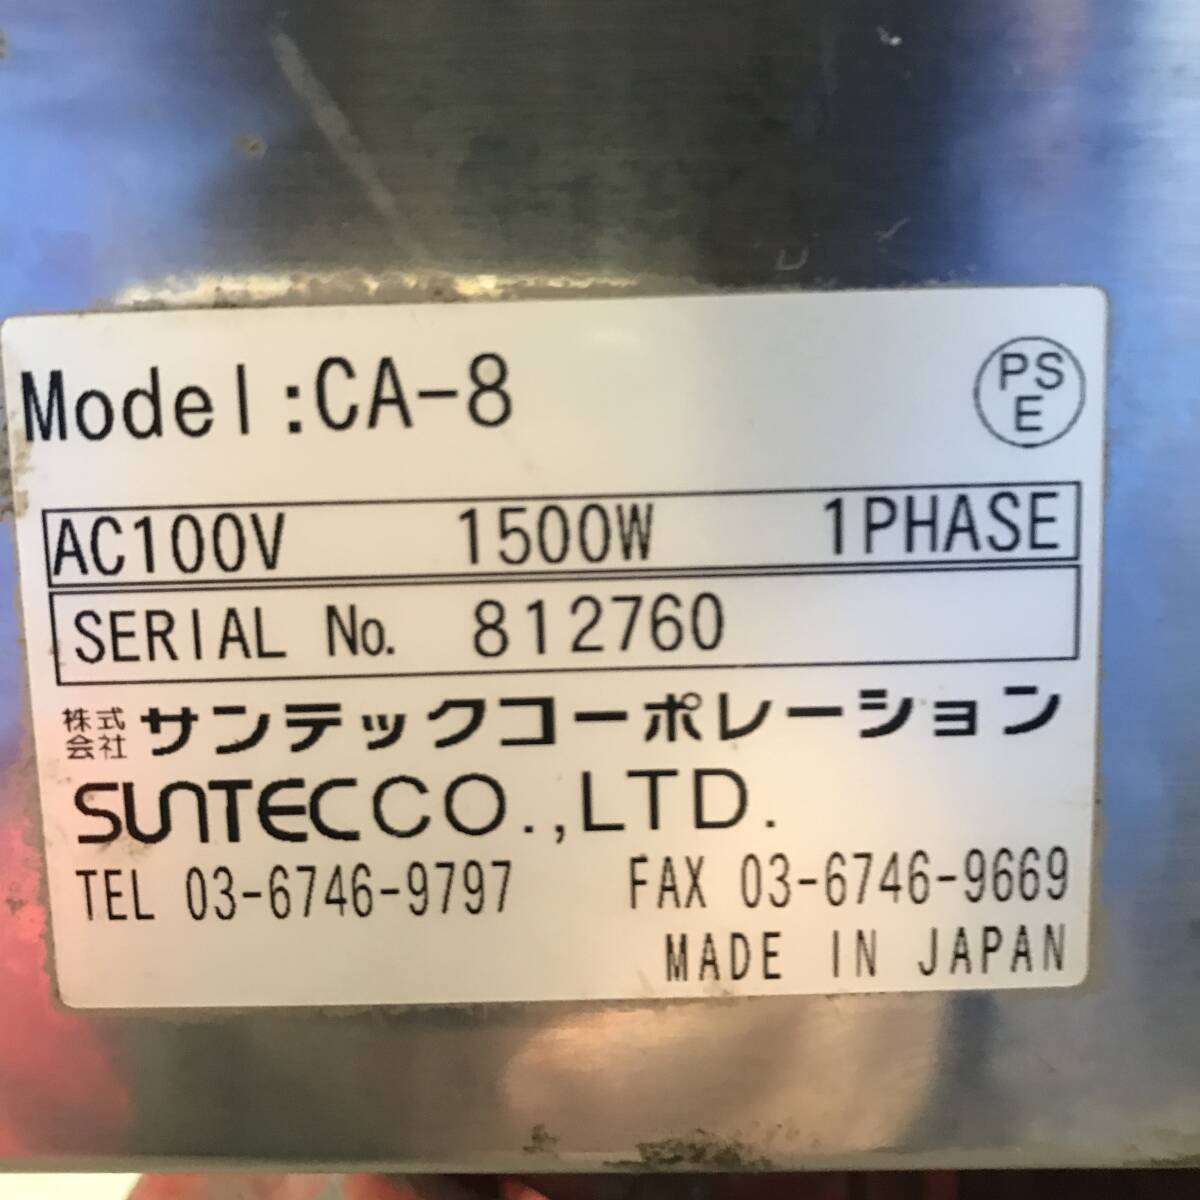 Model:CA-8
PS
E
AC100V 1500W 1PHASE
SERIAL No. 812760
株式会社 サンテックコーポレーション
SUNTEC CO.,LTD.
TEL 03-6746-9797 FAX 03-6746-9669
MADE IN JAPAN